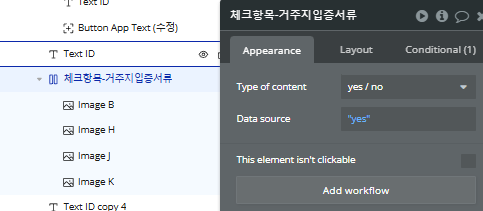 Text ID
Button App Text (수정)
Text ID
체크항목-거주지입증서류
Image B
Image H
Image J
Image K
Text ID copy 4
체크항목-거주지입증서류
Appearance
Layout
Conditional (1)
Type of content
yes / no
Data source
"yes"
This element isn't clickable
Add workflow